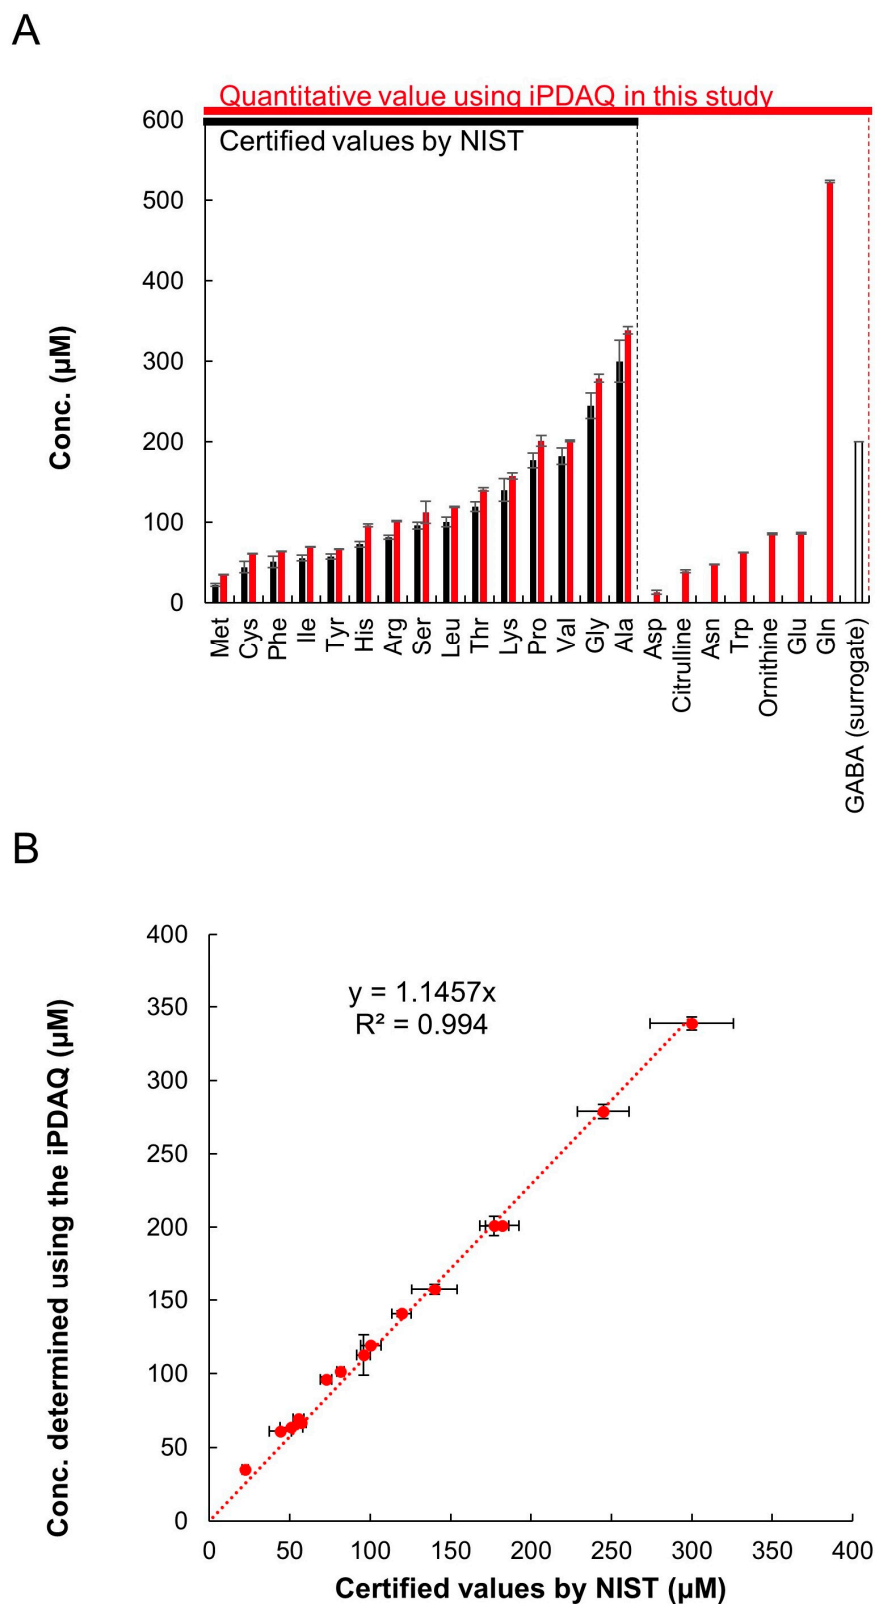 A
Quantitative value using iPDAQ in this study
Certified values by NIST
600
500
400
300
200
100
0
Conc. (µM)
Met
Cys
Phe
Ile
Tyr
His
Arg
Ser
Leu
Thr
Lys
Pro
Val
Gly
Ala
Asp
Citrulline
Asn
Trp
Ornithine
Glu
Gln
GABA (surrogate)
B
400
350
300
250
200
150
100
50
0
Conc. determined using the iPDAQ (µM)
y = 1.1457x
R² = 0.994
0 50 100 150 200 250 300 350 400
Certified values by NIST (µM)